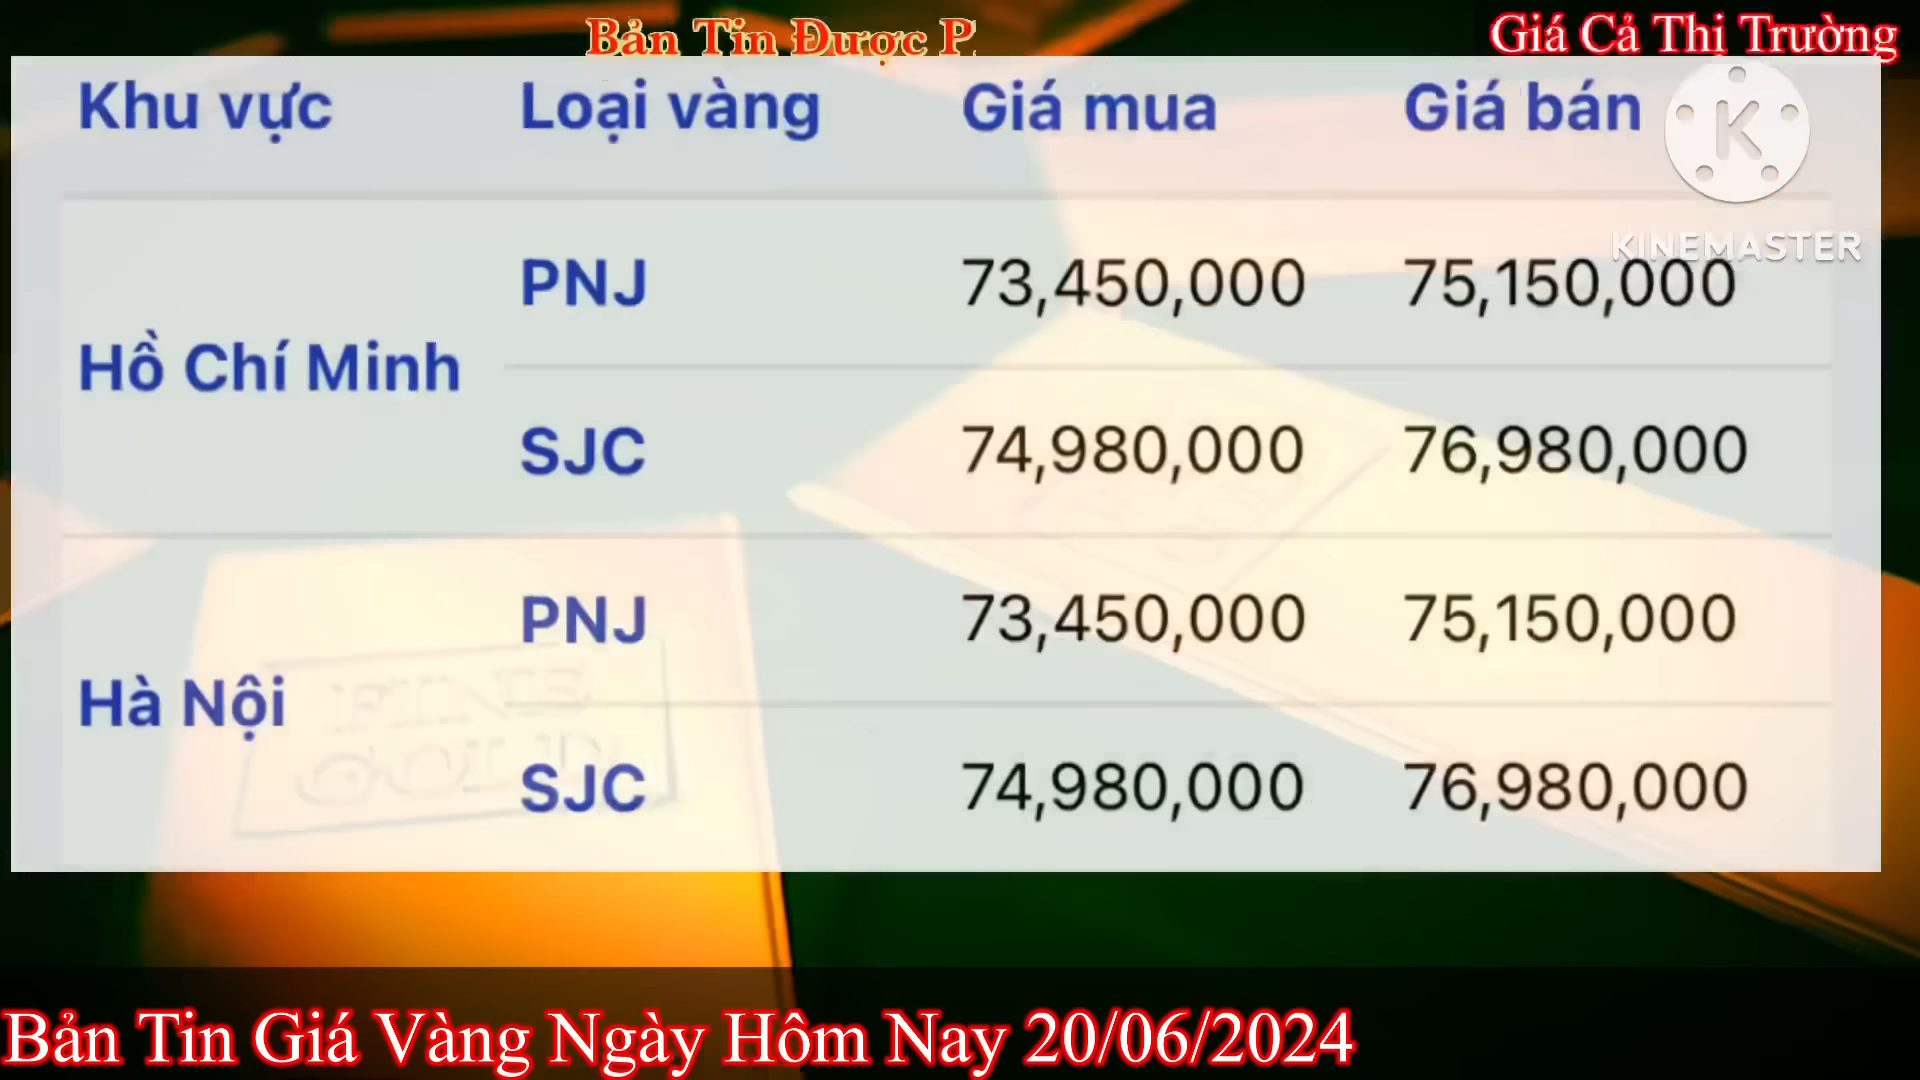 Bản Tin Được P
Giá Cả Thị Trường
Khu vực Loại vàng Giá mua Giá bán
K
KINEMASTER
PNJ 73,450,000 75,150,000
Hồ Chí Minh
SJC 74,980,000 76,980,000
PNJ 73,450,000 75,150,000
Hà Nội
SJC 74,980,000 76,980,000
FINE
GOLD
Bản Tin Giá Vàng Ngày Hôm Nay 20/06/2024